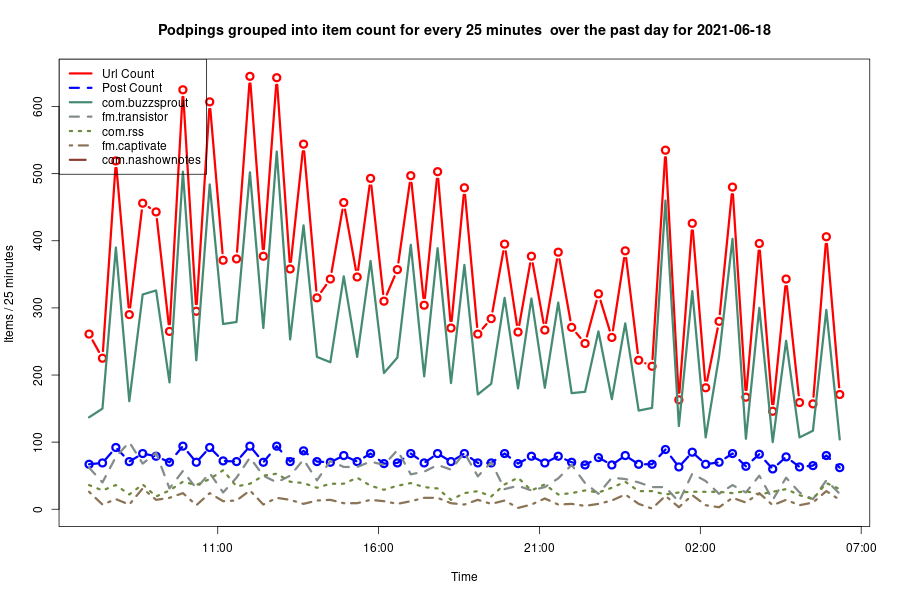 Podpings grouped into item count for every 25 minutes  over the past day for 2021-06-18
Url Count
Post Count
com.buzzsprout
fm.transistor
com.rss
fm.captivate
com.nashownotes
Items / 25 minutes
600
500
400
300
200
100
0
11:00 16:00 21:00 02:00 07:00
Time